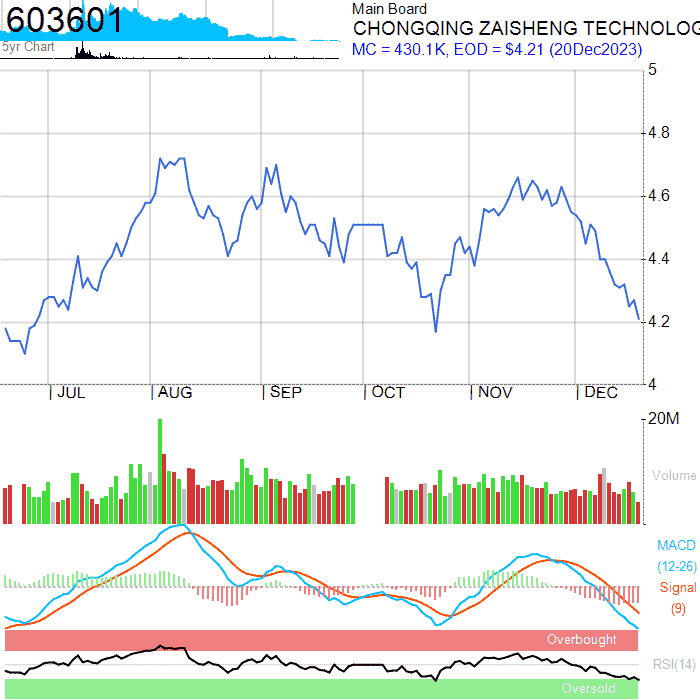 603601
5yr Chart
Main Board
CHONGQING ZAISHENG TECHNOLOG
MC = 430.1K, EOD = $4.21 (20Dec2023)
5
4.8
4.6
4.4
4.2
4
JUL
AUG
SEP
OCT
NOV
DEC
20M
Volume
MACD
(12-26)
Signal
(9)
Overbought
RSI(14)
Oversold